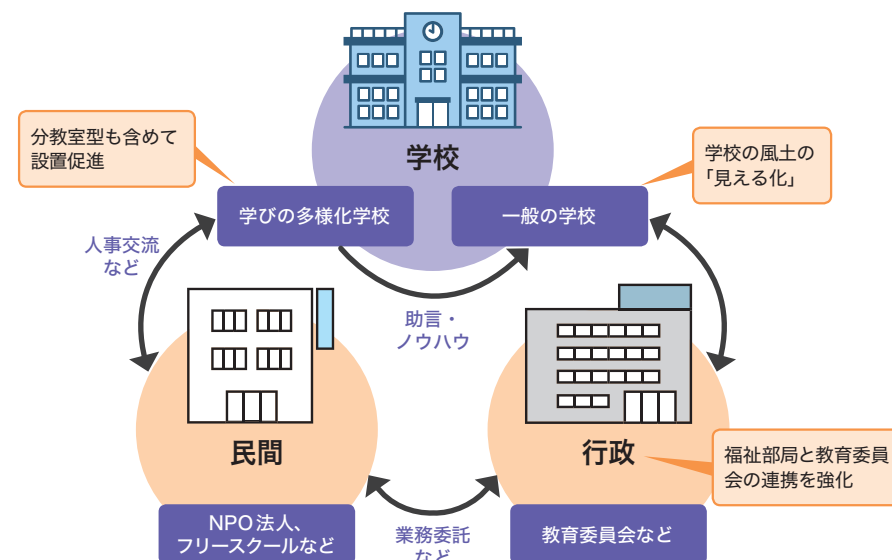 学校
分教室型も含めて
設置促進
学校の風土の
「見える化」
学びの多様化学校
一般の学校
人事交流
など
助言・
ノウハウ
民間
行政
福祉部局と教育委員
会の連携を強化
NPO法人、
フリースクールなど
業務委託
など
教育委員会など